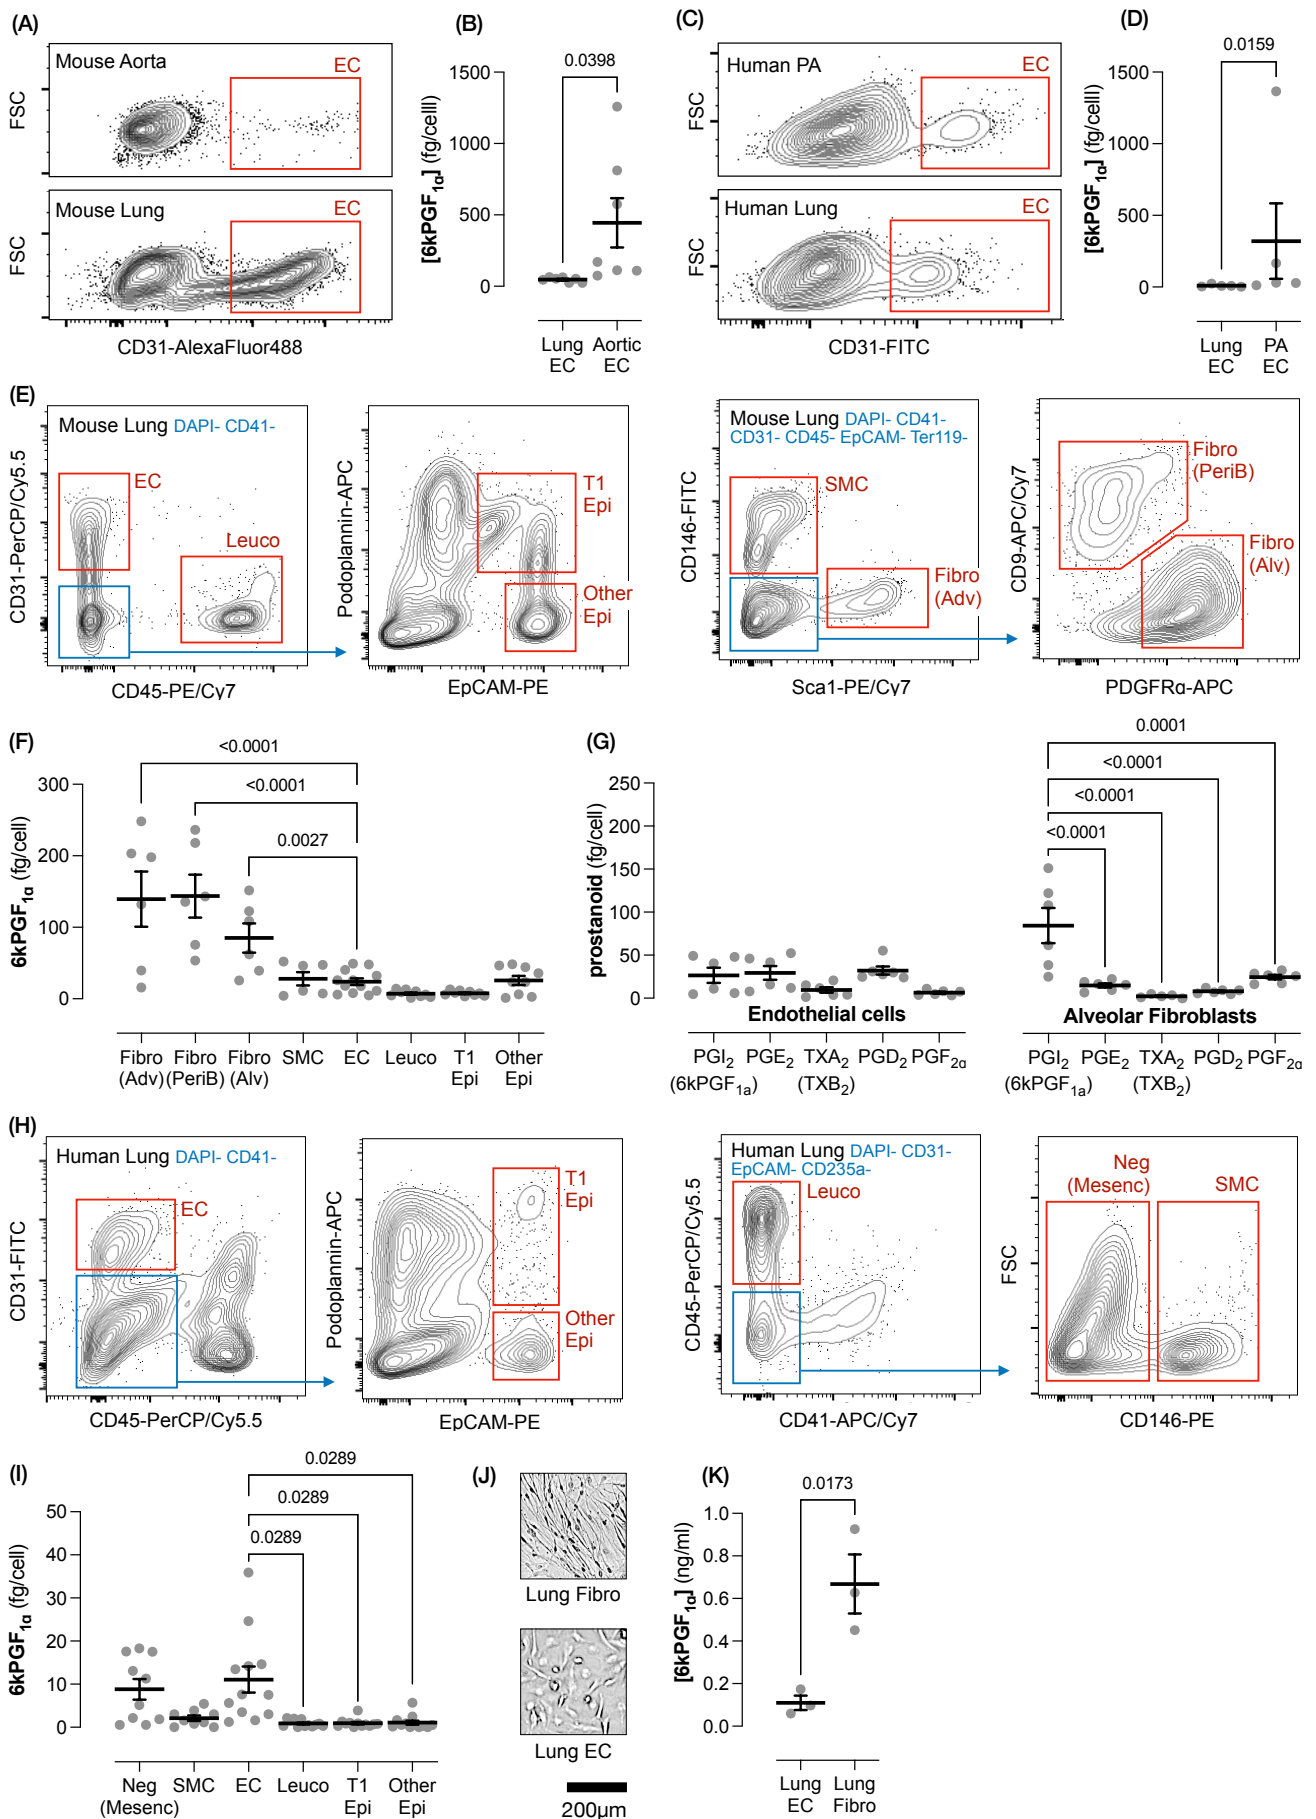 (A)
Mouse Aorta
EC
FSC
Mouse Lung
EC
FSC
CD31-AlexaFluor488
(B)
0.0398
1500
1000
500
0
[6kPGF1α] (fg/celll)
Lung
EC
Aortic
EC
(C)
Human PA
EC
FSC
Human Lung
EC
FSC
CD31-FITC
(D)
0.0159
1500
1000
500
0
[6kPGF1α] (fg/cell)
Lung
EC
PA
EC
(E)
Mouse Lung DAPI- CD41-
EC
Leuco
CD31-PerCP/Cy5.5
CD45-PE/Cy7
T1
Epi
Other
Epi
Podoplannin-APC
EpCAM-PE
Mouse Lung DAPI- CD41-
CD31- CD45- EpCAM- Ter119-
SMC
Fibro
(Adv)
CD146-FITC
Sca1-PE/Cy7
Fibro
(PeriB)
Fibro
(Alv)
CD9-APC/Cy7
PDGFRα-APC
(F)
<0.0001
<0.0001
0.0027
300
200
100
0
6kPGF1α (fg/cell)
Fibro
(Adv)
Fibro
(PeriB)
Fibro
(Alv)
SMC
EC
Leuco
T1
Epi
Other
Epi
(G)
250
200
150
100
50
0
prostanoid (fg/cell)
Endothelial cells
PGI2
(6kPGF1a)
PGE2
TXA2
(TXB2)
PGD2
PGF2α
0.0001
<0.0001
<0.0001
<0.0001
Alveolar Fibroblasts
PGI2
(6kPGF1a)
PGE2
TXA2
(TXB2)
PGD2
PGF2α
(H)
Human Lung DAPI- CD41-
EC
CD31-FITC
CD45-PerCP/Cy5.5
T1
Epi
Other
Epi
Podoplannin-APC
EpCAM-PE
Human Lung DAPI- CD31-
EpCAM- CD235a-
Leuco
CD45-PerCP/Cy5.5
CD41-APC/Cy7
Neg
(Mesenc)
SMC
FSC
CD146-PE
(I)
0.0289
0.0289
0.0289
50
40
30
20
10
0
6kPGF1α (fg/cell)
Neg
(Mesenc)
SMC
EC
Leuco
T1
Epi
Other
Epi
(J)
Lung Fibro
Lung EC
200μm
(K)
0.0173
1.0
0.8
0.6
0.4
0.2
0.0
[6kPGF1α] (ng/ml)
Lung
EC
Lung
Fibro